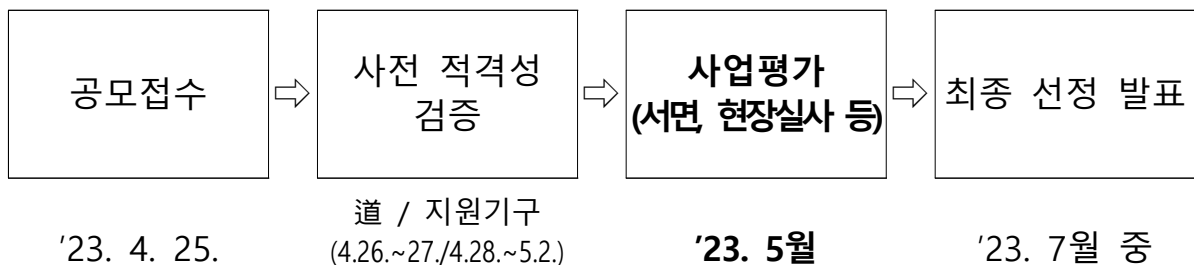 공모접수
⇨
사전 적격성
검증
⇨
사업평가
(서면, 현장실사 등)
⇨
최종 선정 발표
'23. 4. 25.
道 / 지원기구
(4.26.~27./4.28.~5.2.)
'23. 5월
'23. 7월 중